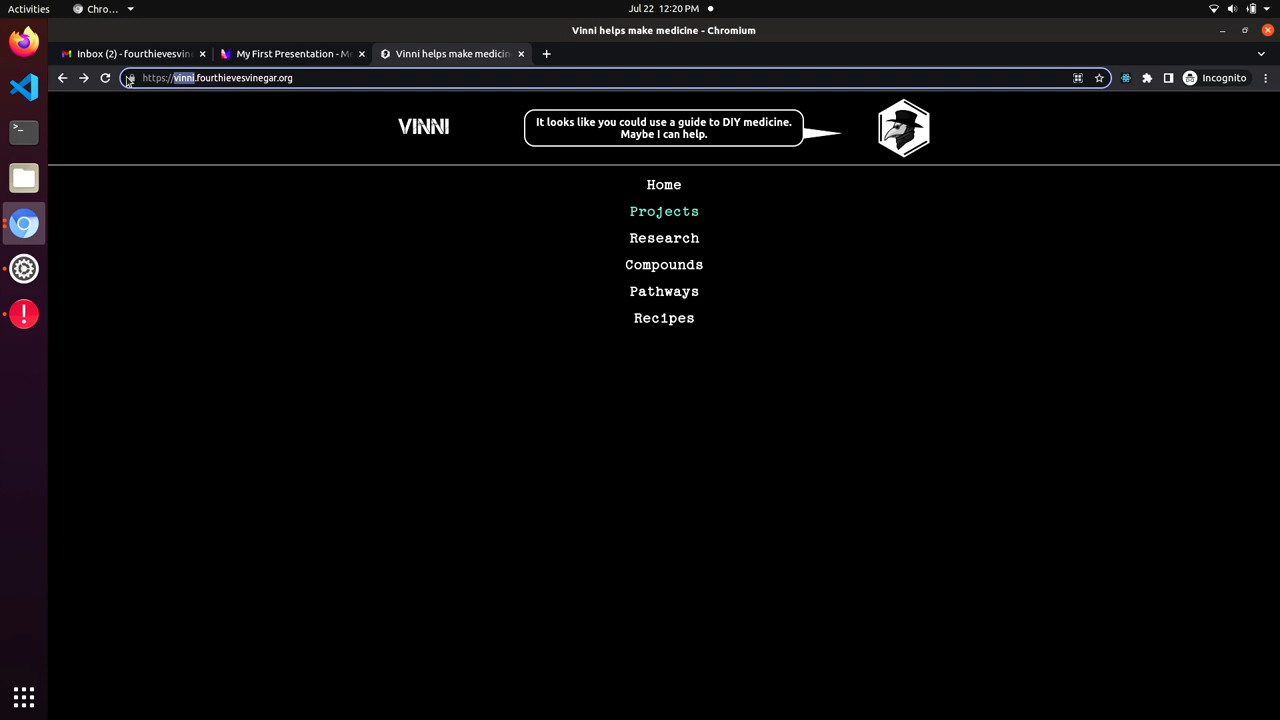 Activities
Chro...
Jul 22 12:20 PM
Vinni helps make medicine - Chromium
Inbox (2) - fourthievesvine
My First Presentation - Me
Vinni helps make medicin
https://vinni.fourthievesvinegar.org
Incognito
VINNI
It looks like you could use a guide to DIY medicine.
Maybe I can help.
Home
Projects
Research
Compounds
Pathways
Recipes